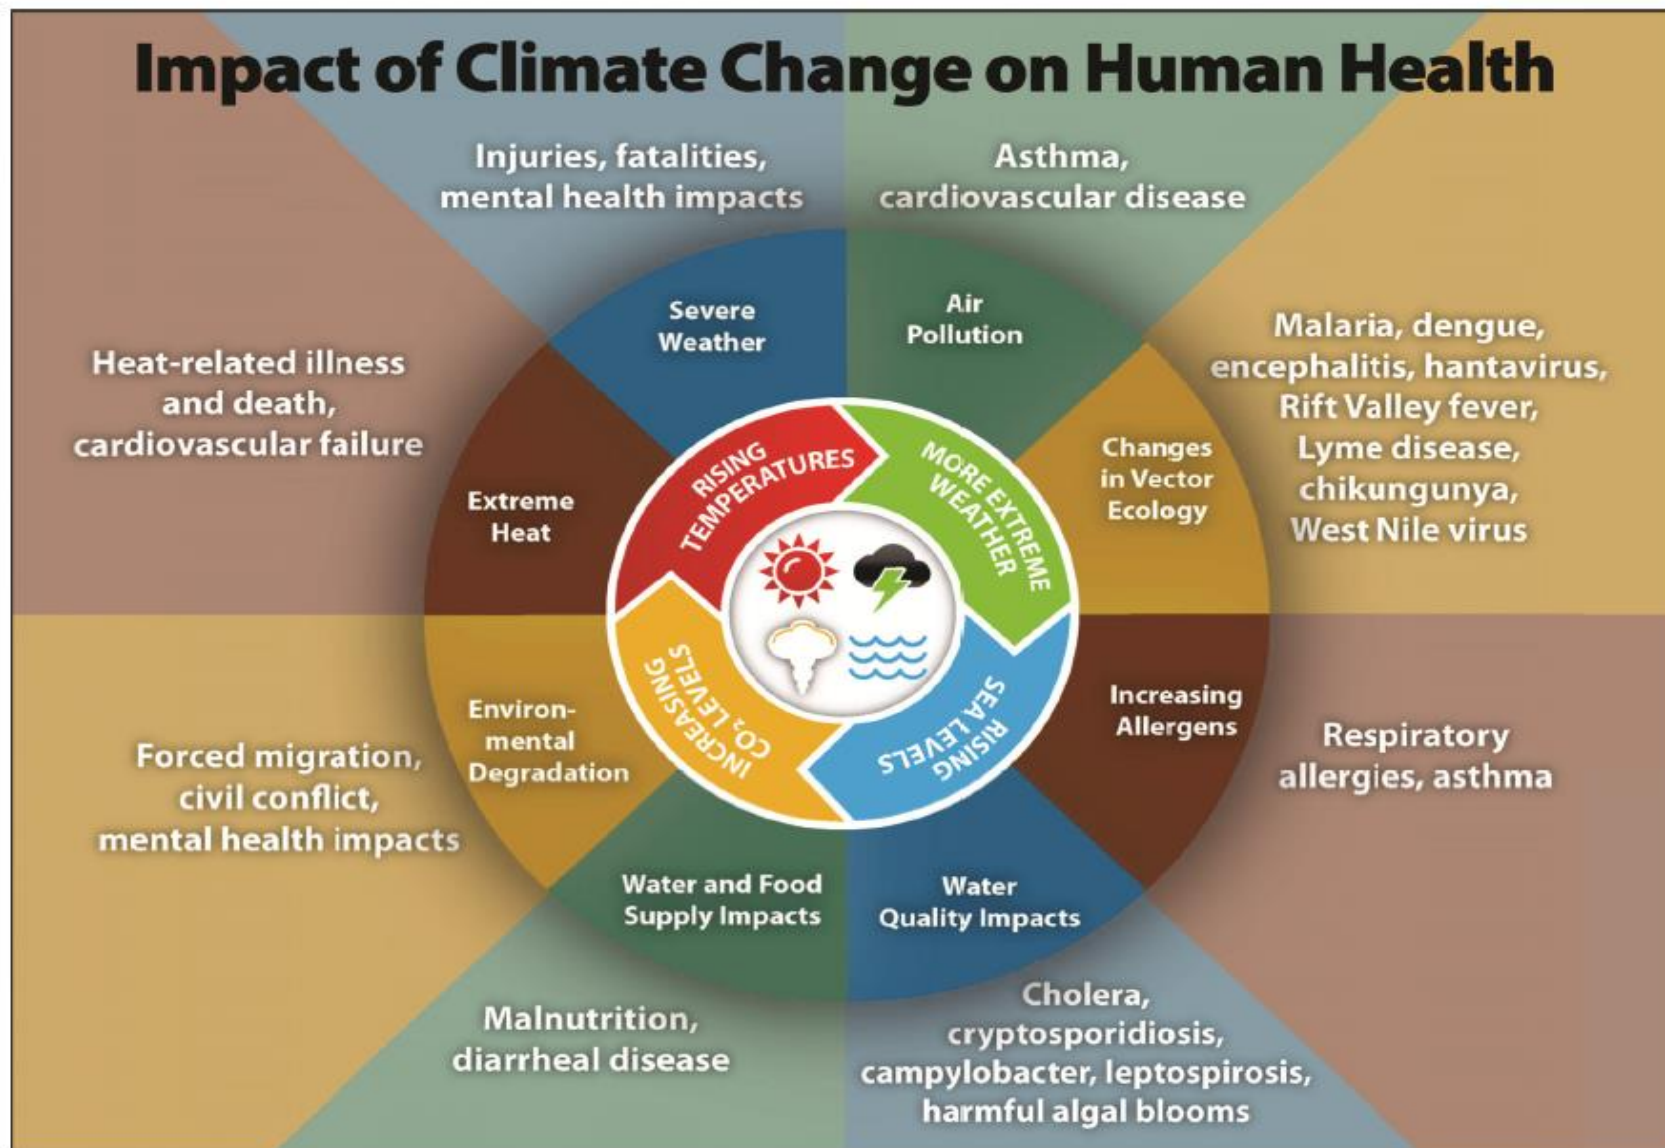 Impact of Climate Change on Human Health
Injuries, fatalities,
mental health impacts
Asthma,
cardiovascular disease
Severe
Weather
Air
Pollution
Heat-related illness
and death,
cardiovascular failure
Extreme
Heat
RISING
TEMPERATURES
MORE EXTREME
WEATHER
Changes
in Vector
Ecology
Malaria, dengue,
encephalitis, hantavirus,
Rift Valley fever,
Lyme disease,
chikungunya,
West Nile virus
Forced migration,
civil conflict,
mental health impacts
Environ-
mental
Degradation
INCREASING
CO₂ LEVELS
RISING
SEA LEVELS
Increasing
Allergens
Respiratory
allergies, asthma
Water and Food
Supply Impacts
Water
Quality Impacts
Malnutrition,
diarrheal disease
Cholera,
cryptosporidiosis,
campylobacter, leptospirosis,
harmful algal blooms